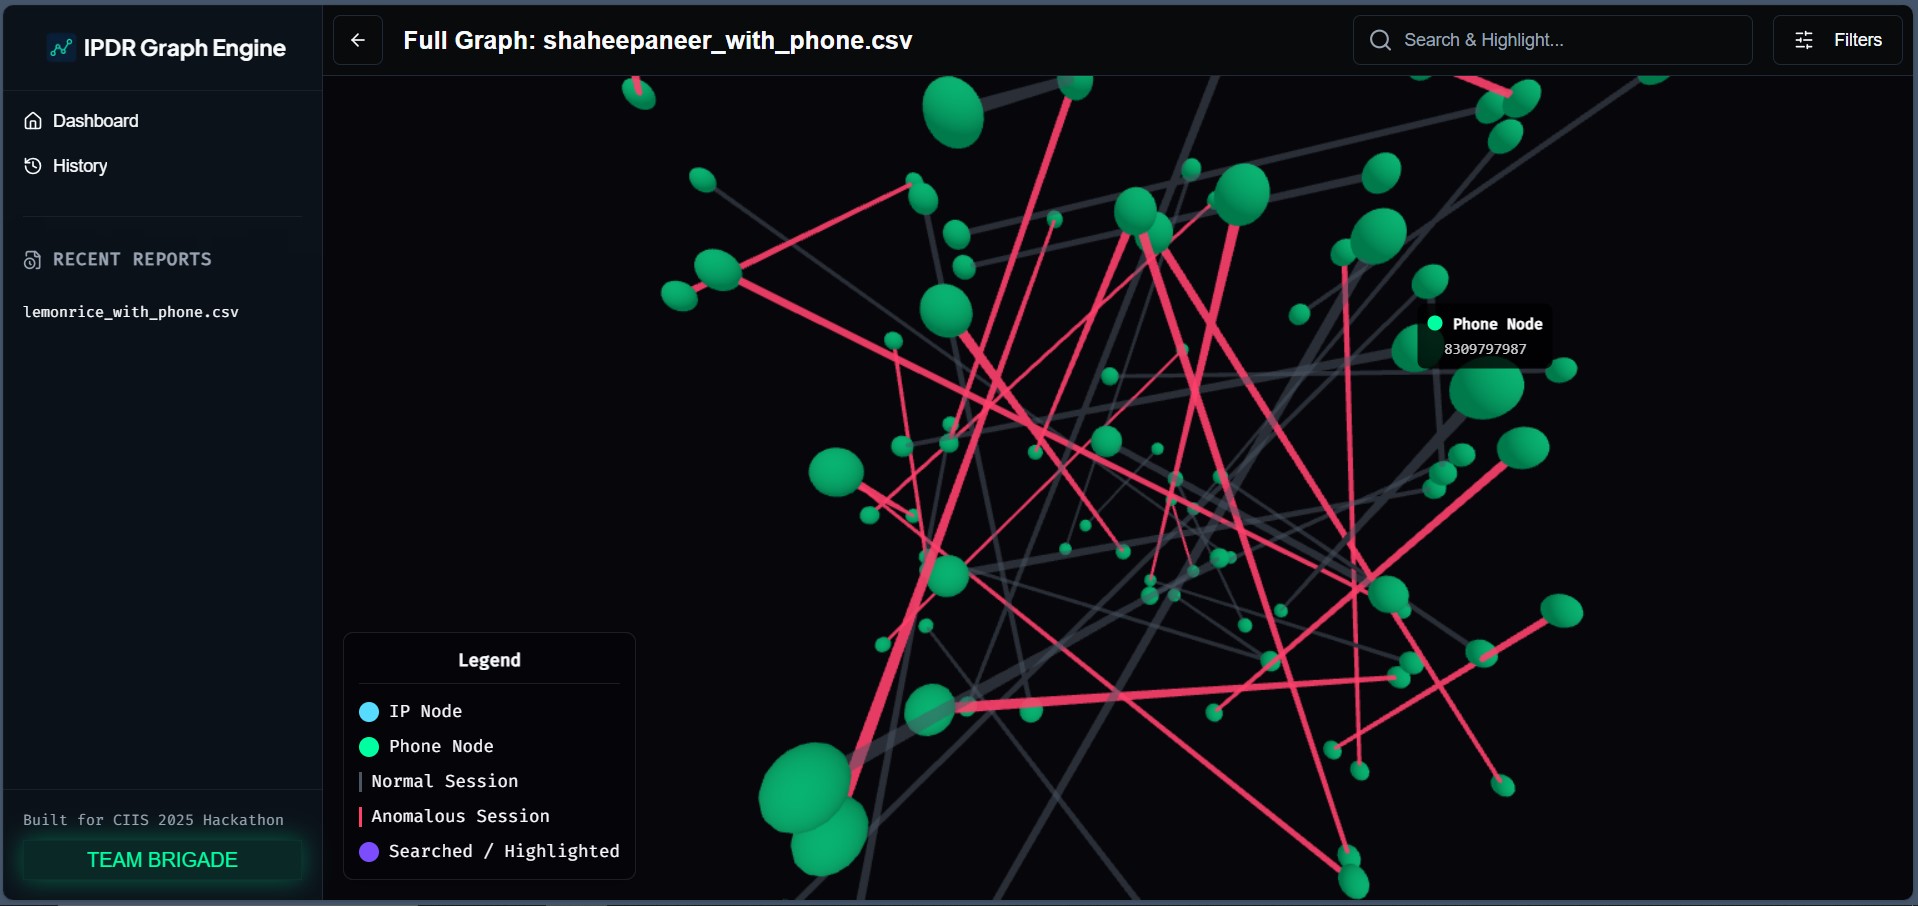 IPDR Graph Engine
Dashboard
History
RECENT REPORTS
lemonrice_with_phone.csv
Built for CIIS 2025 Hackathon
TEAM BRIGADE
Full Graph: shaheepaneer_with_phone.csv
Search & Highlight...
Filters
Phone Node
8309797987
Legend
IP Node
Phone Node
Normal Session
Anomalous Session
Searched / Highlighted